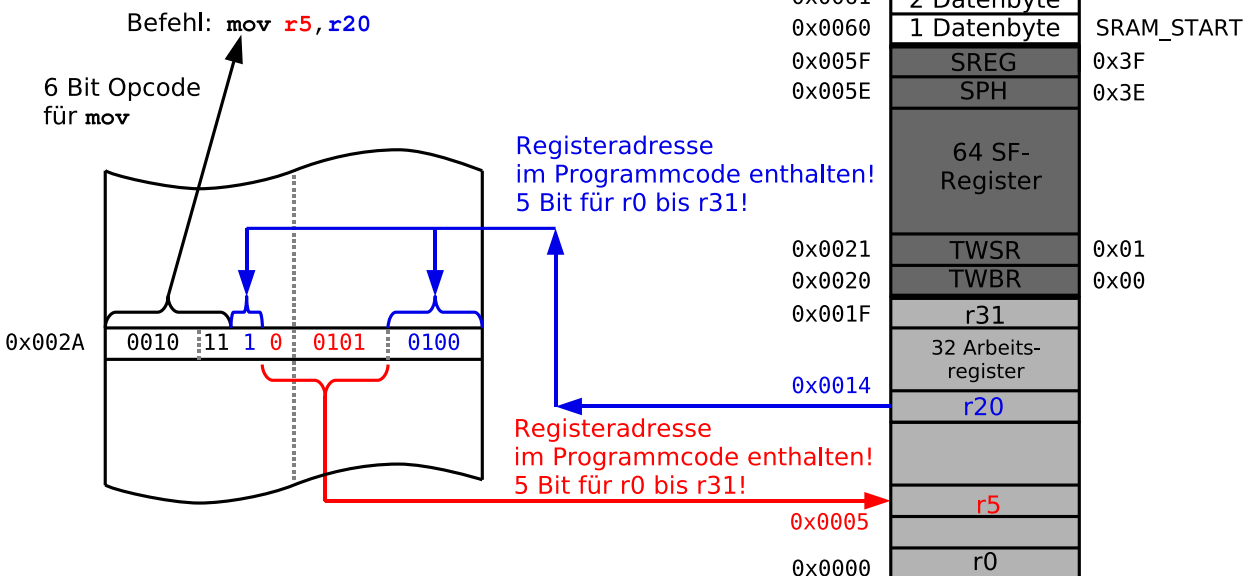 Befehl: mov r5,r20
6 Bit Opcode
für mov
Registeradresse
im Programmcode enthalten!
5 Bit für r0 bis r31!
0x002A
0010 11 1 0 0101 0100
Registeradresse
im Programmcode enthalten!
5 Bit für r0 bis r31!
2 Datenbyte
0x0060 1 Datenbyte SRAM_START
0x005F SREG 0x3F
0x005E SPH 0x3E
64 SF-
Register
0x0021 TWSR 0x01
0x0020 TWBR 0x00
0x001F r31
32 Arbeits-
register
0x0014
r20
r5
0x0005
0x0000 r0